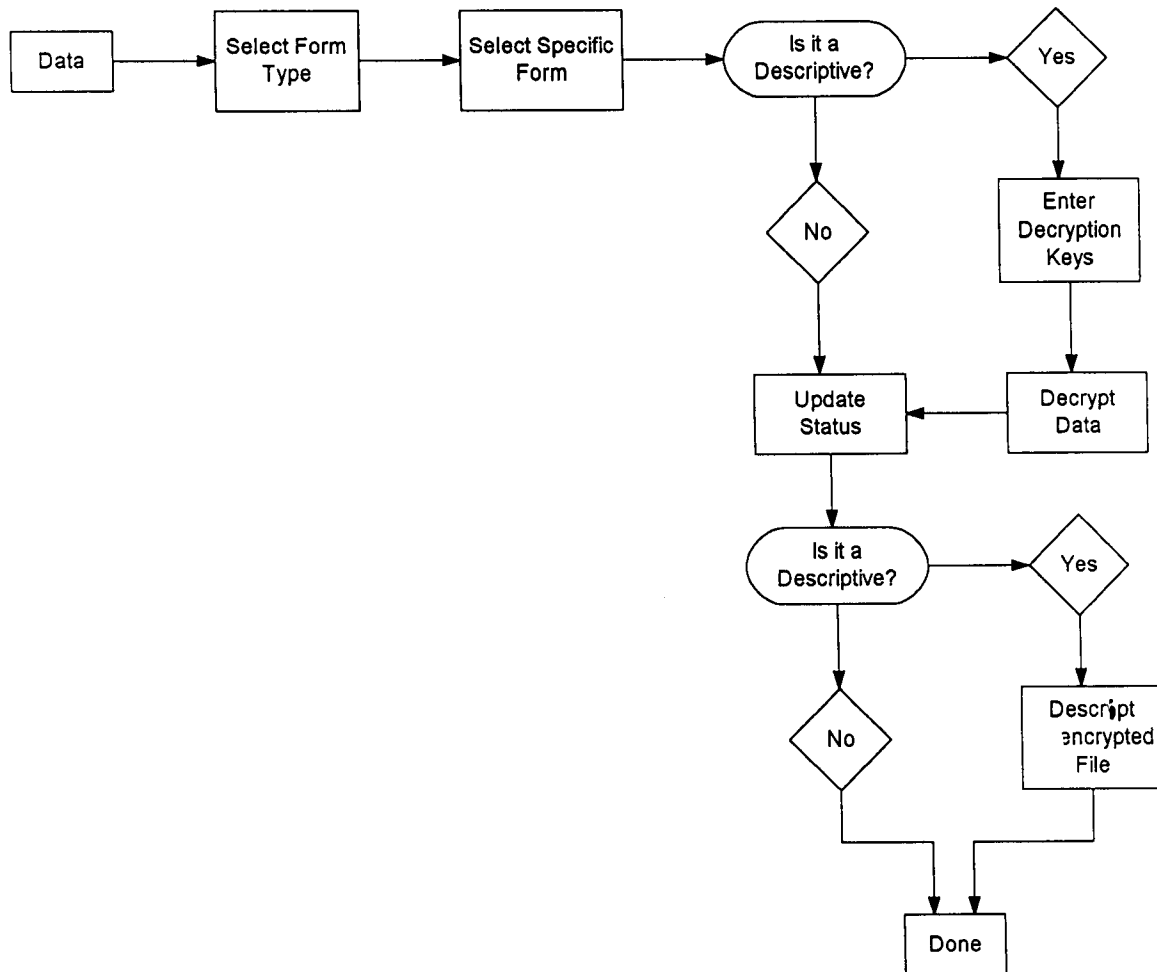 Data
Select Form
Type
Select Specific
Form
Is it a
Descriptive?
Yes
No
Enter
Decryption
Keys
Update
Status
Decrypt
Data
Is it a
Descriptive?
Yes
No
Descript
encrypted
File
Done